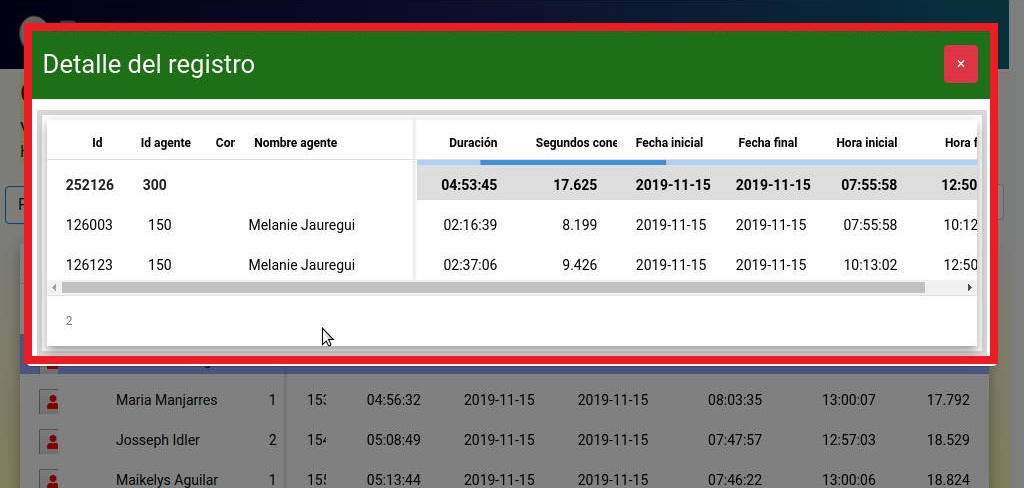 Detalle del registro ×
Id Id agente Cor Nombre agente Duración Segundos cone Fecha inicial Fecha final Hora inicial Hora f
252126 300 04:53:45 17.625 2019-11-15 2019-11-15 07:55:58 12:50
126003 150 Melanie Jauregui 02:16:39 8.199 2019-11-15 2019-11-15 07:55:58 10:12
126123 150 Melanie Jauregui 02:37:06 9.426 2019-11-15 2019-11-15 10:13:02 12:50
2
Maria Manjarres 1 153 04:56:32 2019-11-15 2019-11-15 08:03:35 13:00:07 17.792
Josseph Idler 2 154 05:08:49 2019-11-15 2019-11-15 07:47:57 12:57:03 18.529
Maikelys Aguilar 1 155 05:13:44 2019-11-15 2019-11-15 07:46:22 13:00:06 18.824